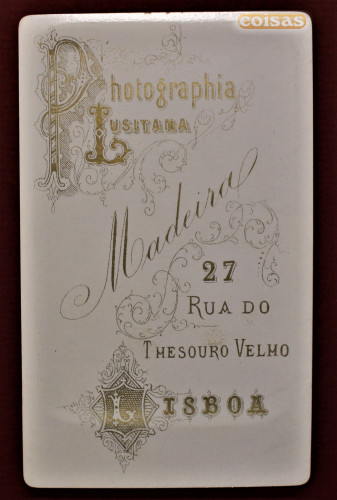 coisas
Photographia
Lusitana
Madeira
27
Rua do
Thesouro Velho
Lisboa